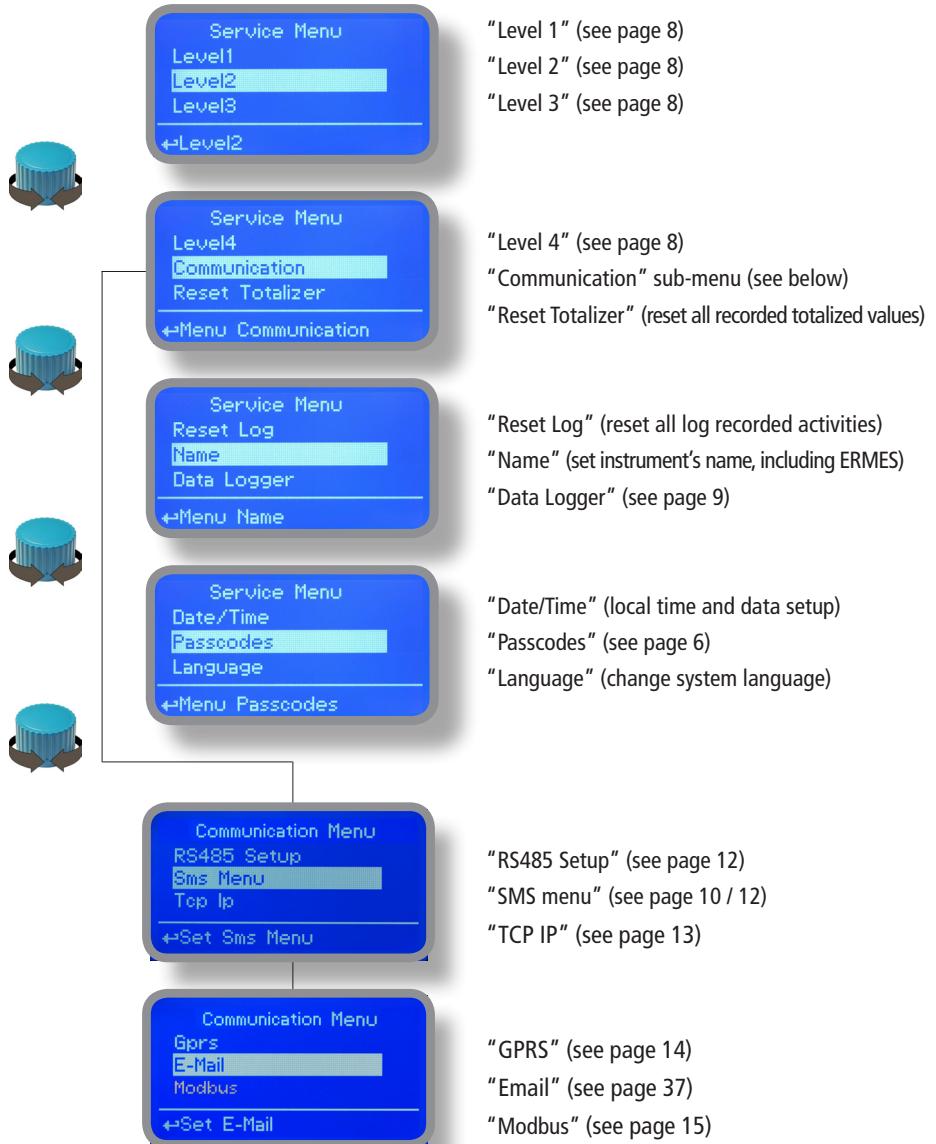 Service Menu
Level1
Level2
Level3
↵Level2
"Level 1" (see page 8)
"Level 2" (see page 8)
"Level 3" (see page 8)
Service Menu
Level4
Communication
Reset Totalizer
↵Menu Communication
"Level 4" (see page 8)
"Communication" sub-menu (see below)
"Reset Totalizer" (reset all recorded totalized values)
Service Menu
Reset Log
Name
Data Logger
↵Menu Name
"Reset Log" (reset all log recorded activities)
"Name" (set instrument's name, including ERMES)
"Data Logger" (see page 9)
Service Menu
Date/Time
Passcodes
Language
↵Menu Passcodes
"Date/Time" (local time and data setup)
"Passcodes" (see page 6)
"Language" (change system language)
Communication Menu
RS485 Setup
Sms Menu
Tcp Ip
↵Set Sms Menu
"RS485 Setup" (see page 12)
"SMS menu" (see page 10 / 12)
"TCP IP" (see page 13)
Communication Menu
Gprs
E-Mail
Modbus
↵Set E-Mail
"GPRS" (see page 14)
"Email" (see page 37)
"Modbus" (see page 15)